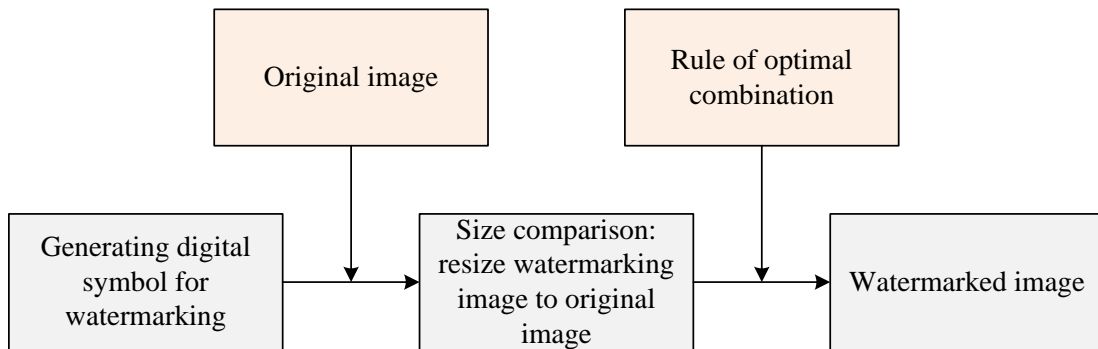 Original image
Rule of optimal
combination
Generating digital
symbol for
watermarking
Size comparison:
resize watermarking
image to original
image
Watermarked image